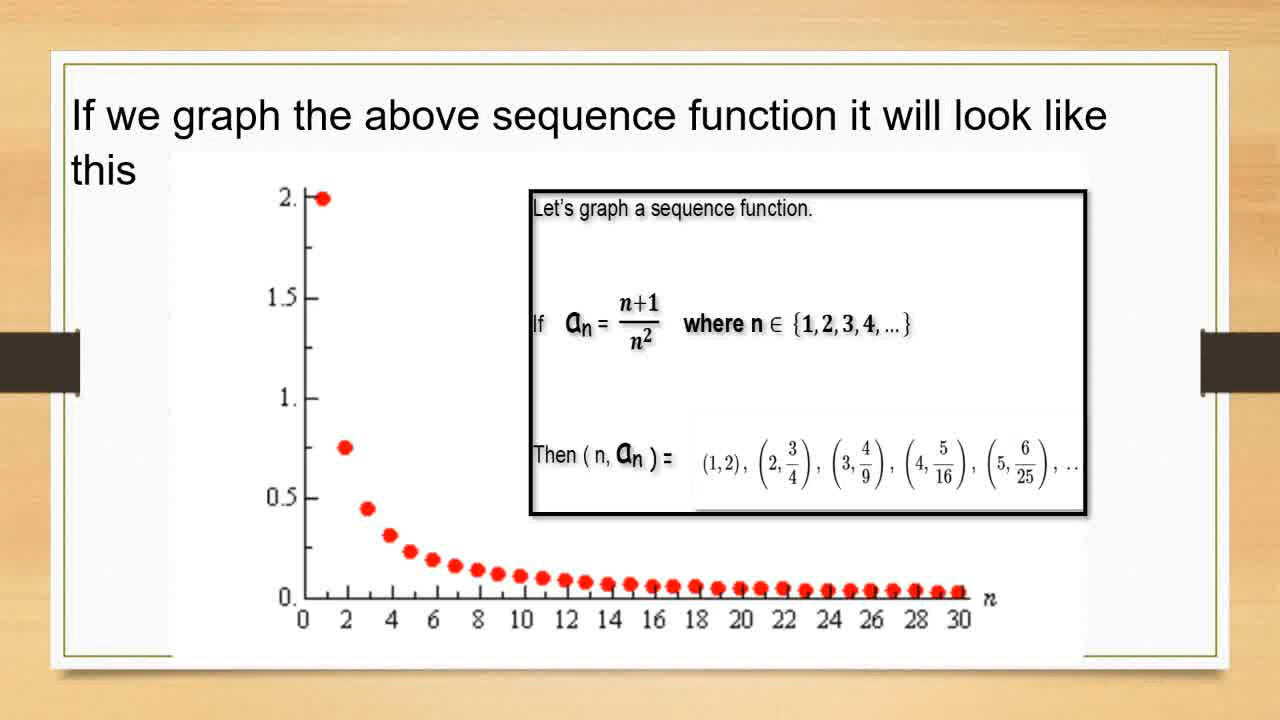 If we graph the above sequence function it will look like
this
Let's graph a sequence function.
If aₙ = n+1/n² where n ∈ {1, 2, 3, 4, ...}
Then ( n, aₙ ) = (1, 2), (2, 3/4), (3, 4/9), (4, 5/16), (5, 6/25), ..
2.
1.5
1.
0.5
0.
0 2 4 6 8 10 12 14 16 18 20 22 24 26 28 30 n